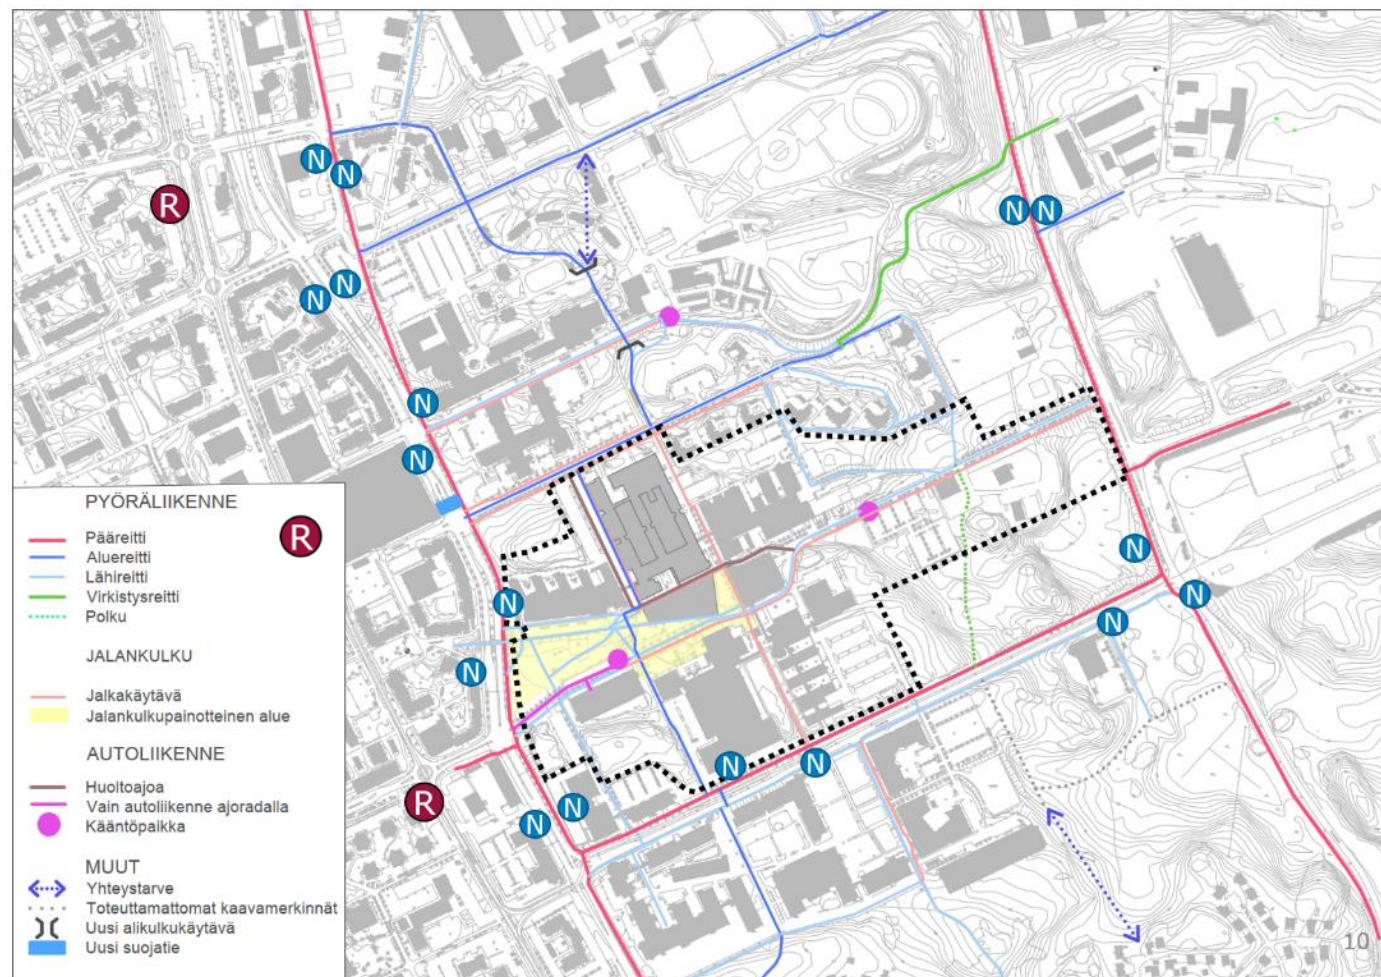 N
N
R
N
N
N
N
N
N
PYÖRÄLIIKENNE
Pääreitti
Aluereitti
Lähireitti
Virkistysreitti
Polku
R
JALANKULKU
Jalkakäytävä
Jalankulkupainotteinen alue
AUTOLIIKENNE
Huoltoajoa
Vain autoliikenne ajoradalla
Kääntöpaikka
MUUT
Yhteystarve
Toteuttamattomat kaavamerkinnät
Uusi alikulkukäytävä
Uusi suojatie
N
N
N
N
N
N
N
R
N
N
10